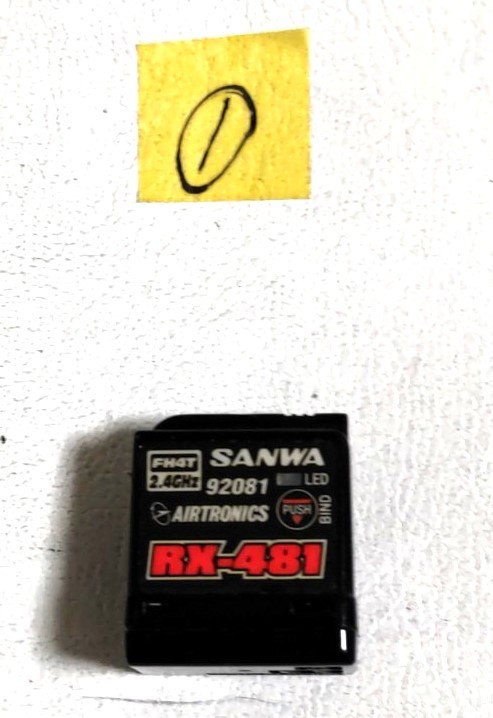 1
FH4T SANWA
2.4GHz 92081 LED
AIRTRONICS PUSH BIND
RX-481